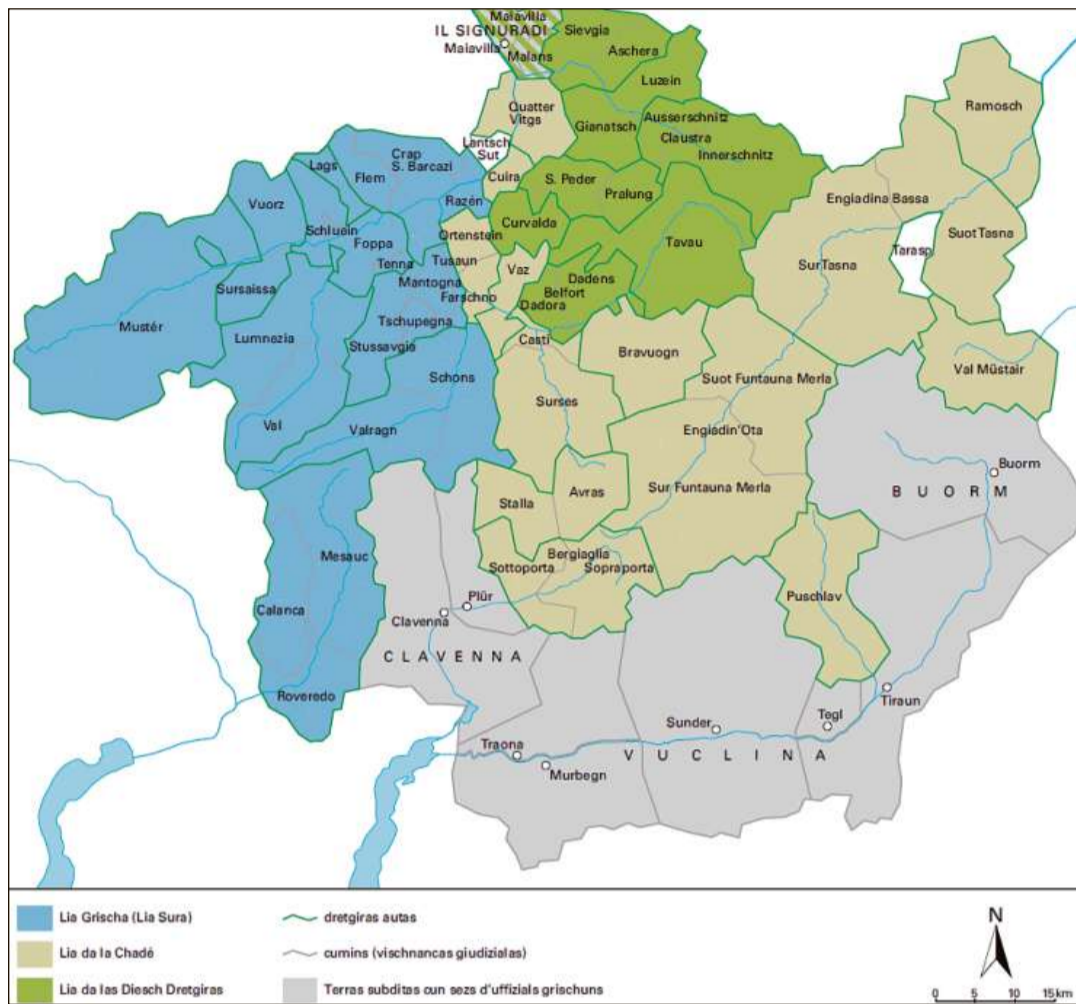 Maiavilla
IL SIGNURADI
Maiavilla
Malans
Sievgia
Aschera
Luzein
Quatter
Vitgs
Gianatsch
Ausserschnitz
Claustra
Innerschnitz
Ramosch
Lantsch
Sut
Cuira
Crap
S. Barcazi
Lags
Flem
S. Peder
Pralung
Engiadina Bassa
Vuorz
Razén
Schluein
Foppa
Curvalda
Ortenstein
Tavau
Tarasp
Suot Tasna
Tenna
Tusaun
Vaz
Sur Tasna
Sursaissa
Mantogna
Farschno
Dadens
Belfort
Dadora
Mustér
Lumnezia
Tschupegna
Stussavgia
Casti
Bravuogn
Val Müstair
Schons
Suot Funtauna Merla
Surses
Val
Valragn
Engiadin'Ota
Buorm
BUORM
Stalla
Avras
Sur Funtauna Merla
Mesauc
Bergiaglia
Sottoporta
Sopraporta
Puschlav
Calanca
Plür
Clavenna
CLAVENNA
Roveredo
Tiraun
Sunder
Tegl
Traona
VUCLINA
Murbegn
Lia Grischa (Lia Sura)
Lia da la Chadé
Lia da las Diesch Dretgiras
dretgiras autas
cumins (vischnancas giudizialas)
Terras subditas cun sezs d'uffizials grischuns
N
0 5 10 15 km